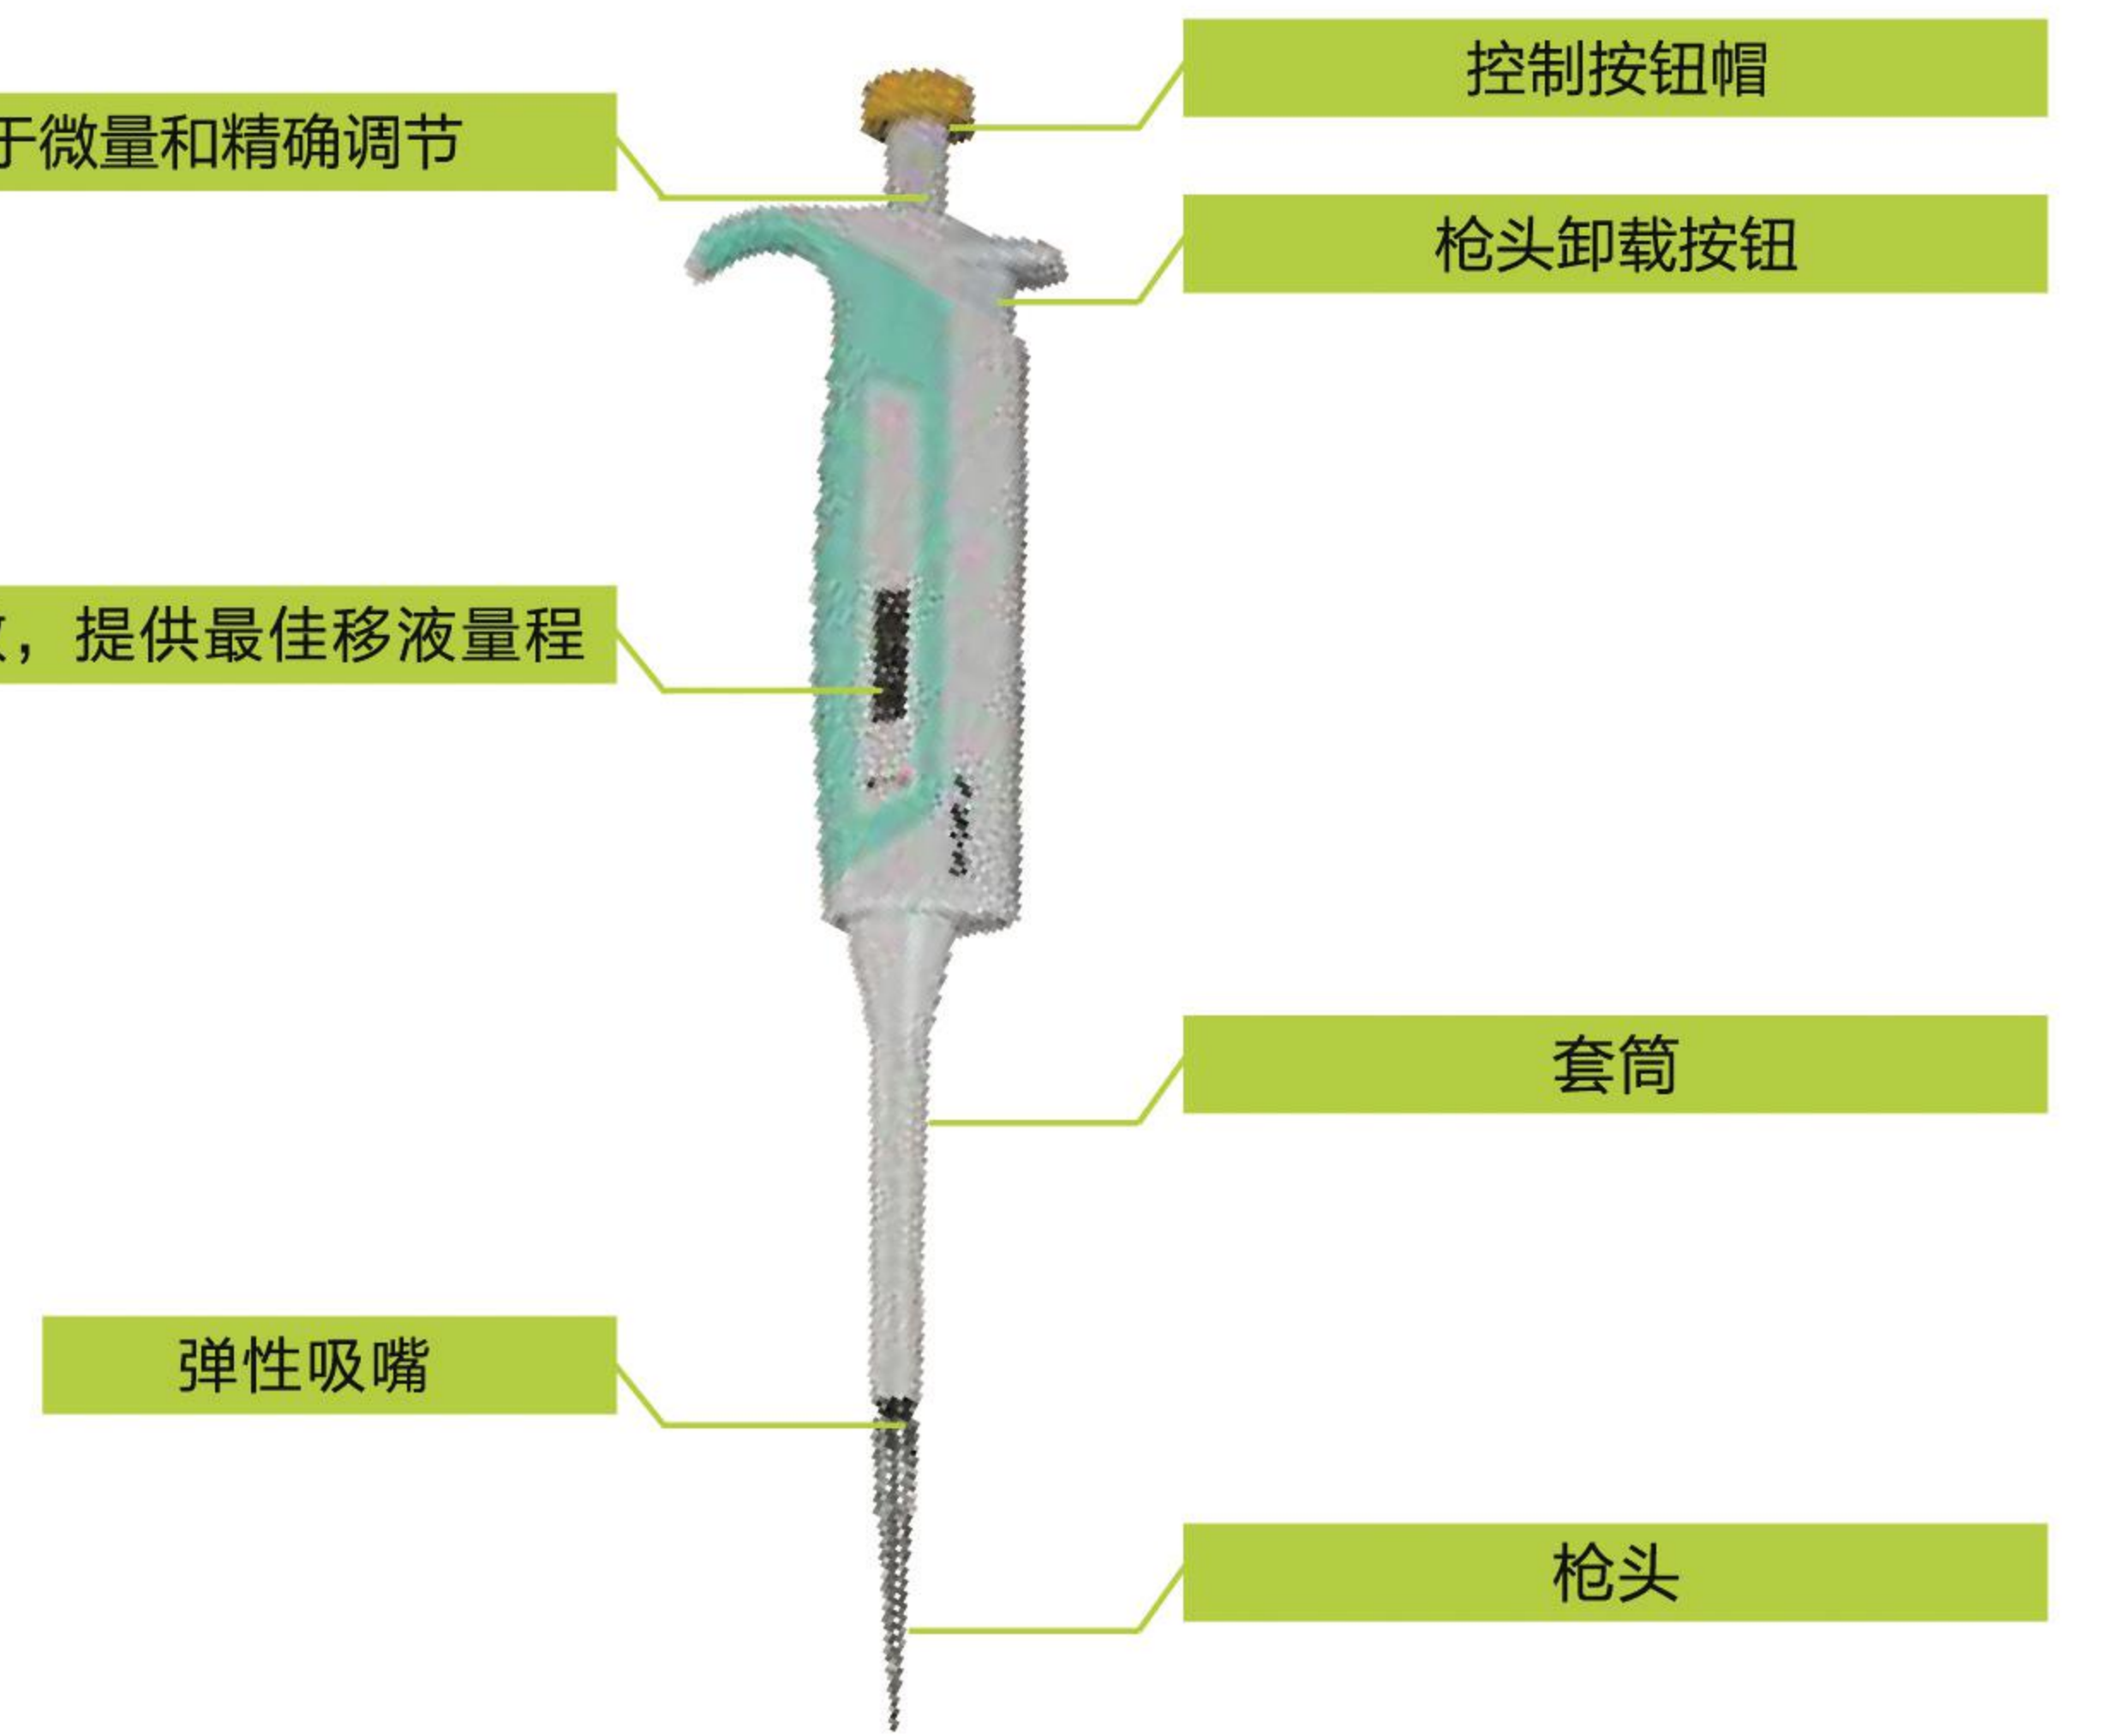 控制按钮帽
于微量和精确调节
枪头卸载按钮
，提供最佳移液量程
套筒
弹性吸嘴
枪头